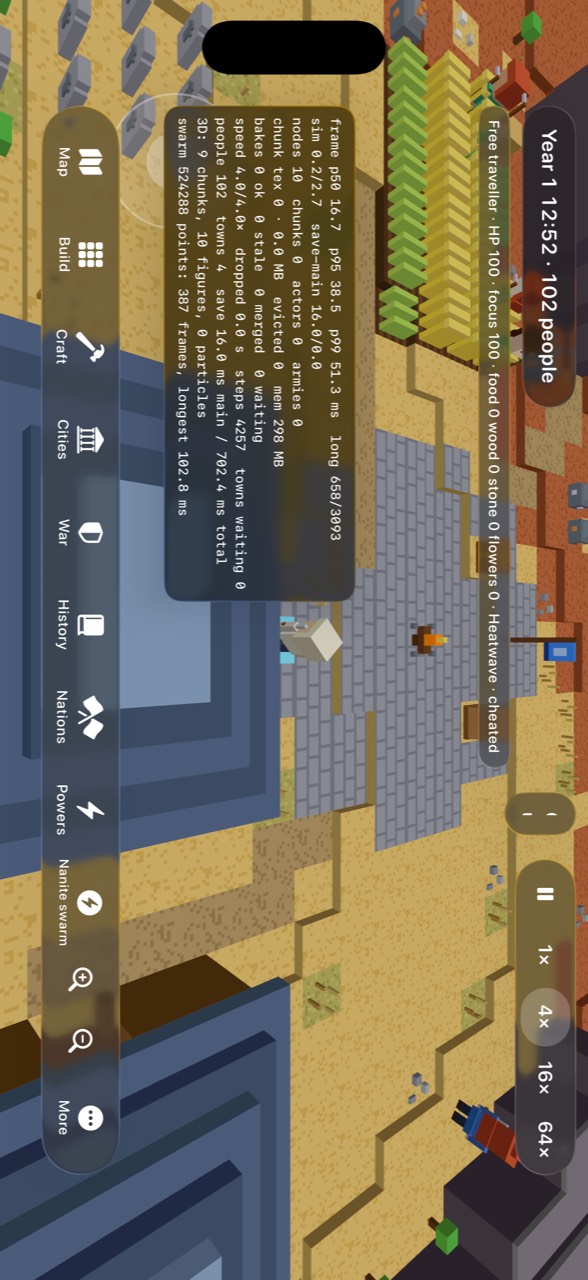 Year 1 12:52 · 102 people
1×
4×
16×
64×
Free traveller · HP 100 · focus 100 · food 0 wood 0 stone 0 flowers 0 · Heatwave · cheated
frame p50 16.7 p95 38.5 p99 51.3 ms long 658/3093
sim 0.2/2.7 save-main 16.0/0.0
nodes 10 chunks 0 actors 0 armies 0
chunk tex 0 · 0.0 MB evicted 0 mem 298 MB
bakes 0 ok 0 stale 0 merged 0 waiting
speed 4.0/4.0× dropped 0.0 s steps 4257 towns waiting 0
people 102 towns 4 save 16.0 ms main / 702.4 ms total
3D: 9 chunks, 10 figures, 0 particles
swarm 524288 points: 387 frames, longest 102.8 ms
Map
Build
Craft
Cities
War
History
Nations
Powers
Nanite swarm
More